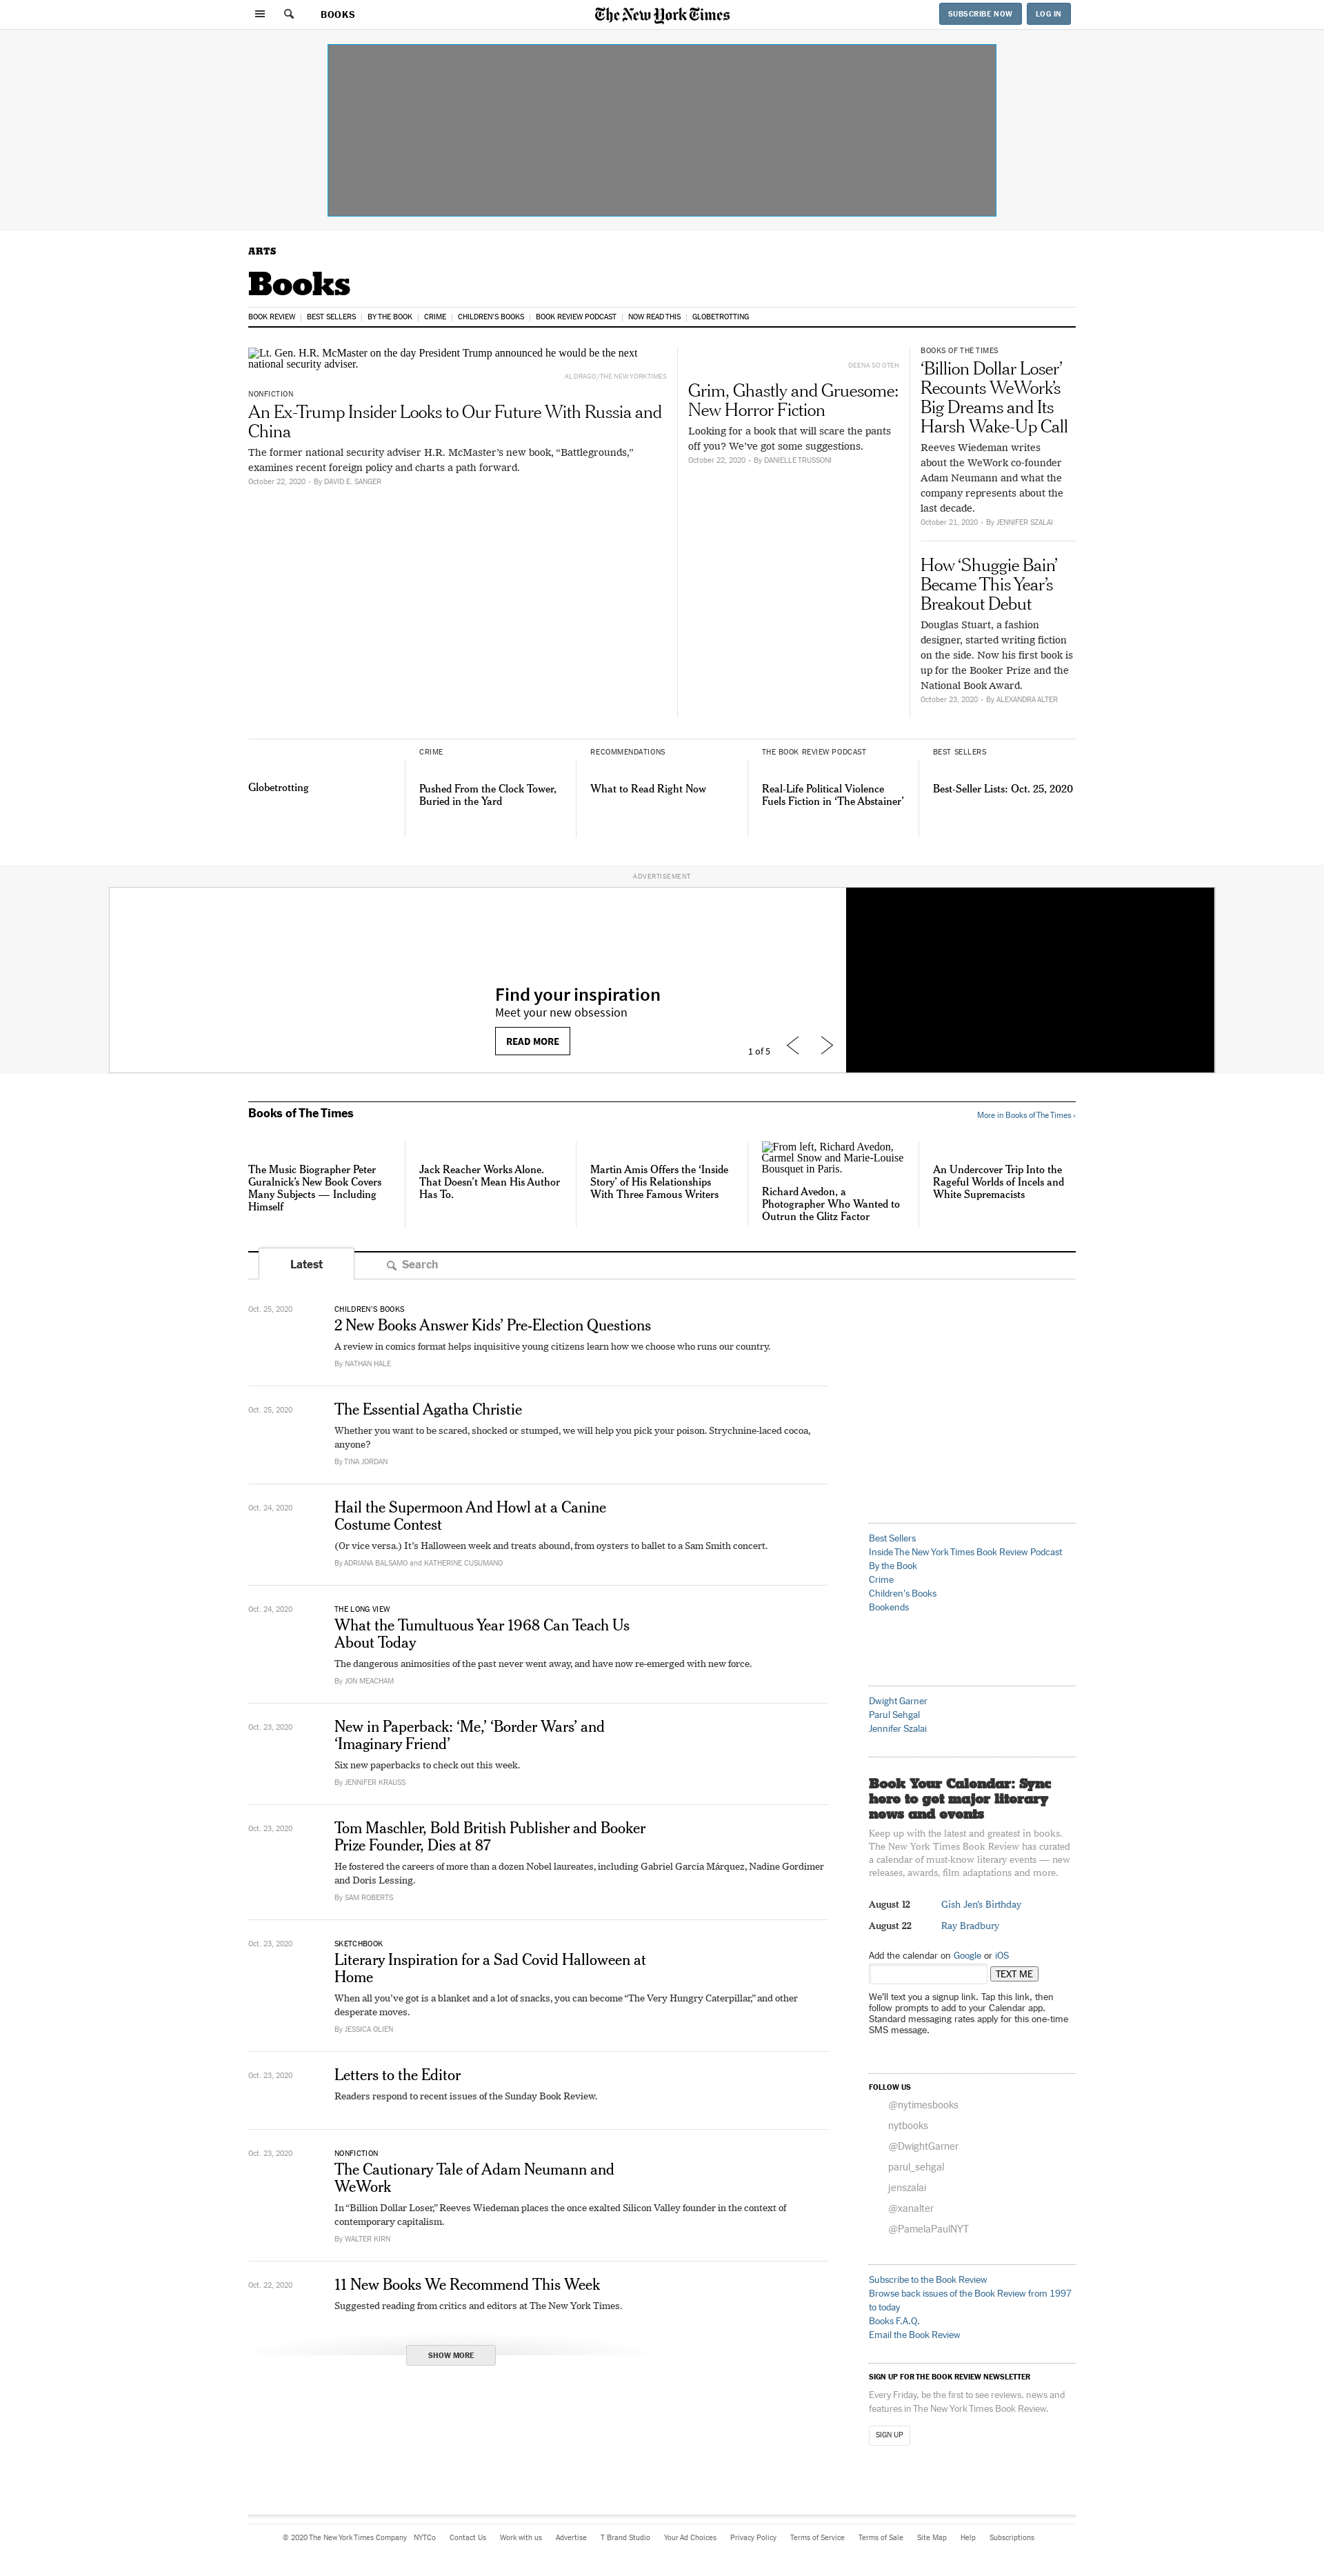 BOOKS
The New York Times
SUBSCRIBE NOW
LOG IN
ARTS
Books
BOOK REVIEW
BEST SELLERS
BY THE BOOK
CRIME
CHILDREN'S BOOKS
BOOK REVIEW PODCAST
NOW READ THIS
GLOBETROTTING
Lt. Gen. H.R. McMaster on the day President Trump announced he would be the next
national security adviser.
AL DRAGO/THE NEW YORK TIMES
NONFICTION
An Ex-Trump Insider Looks to Our Future With Russia and
China
The former national security adviser H.R. McMaster’s new book, “Battlegrounds,”
examines recent foreign policy and charts a path forward.
October 22, 2020 • By DAVID E. SANGER
DEENA SO OTEH
Grim, Ghastly and Gruesome:
New Horror Fiction
Looking for a book that will scare the pants
off you? We’ve got some suggestions.
October 22, 2020 • By DANIELLE TRUSSONI
BOOKS OF THE TIMES
‘Billion Dollar Loser’
Recounts WeWork’s
Big Dreams and Its
Harsh Wake-Up Call
Reeves Wiedeman writes
about the WeWork co-founder
Adam Neumann and what the
company represents about the
last decade.
October 21, 2020 • By JENNIFER SZALAI
How ‘Shuggie Bain’
Became This Year’s
Breakout Debut
Douglas Stuart, a fashion
designer, started writing fiction
on the side. Now his first book is
up for the Booker Prize and the
National Book Award.
October 23, 2020 • By ALEXANDRA ALTER
Globetrotting
CRIME
Pushed From the Clock Tower,
Buried in the Yard
RECOMMENDATIONS
What to Read Right Now
THE BOOK REVIEW PODCAST
Real-Life Political Violence
Fuels Fiction in ‘The Abstainer’
BEST SELLERS
Best-Seller Lists: Oct. 25, 2020
ADVERTISEMENT
Find your inspiration
Meet your new obsession
READ MORE
1 of 5
Books of The Times
More in Books of The Times ›
The Music Biographer Peter
Guralnick’s New Book Covers
Many Subjects — Including
Himself
Jack Reacher Works Alone.
That Doesn’t Mean His Author
Has To.
Martin Amis Offers the ‘Inside
Story’ of His Relationships
With Three Famous Writers
From left, Richard Avedon,
Carmel Snow and Marie-Louise
Bousquet in Paris.
Richard Avedon, a
Photographer Who Wanted to
Outrun the Glitz Factor
An Undercover Trip Into the
Rageful Worlds of Incels and
White Supremacists
Latest
Search
Oct. 25, 2020
CHILDREN’S BOOKS
2 New Books Answer Kids’ Pre-Election Questions
A review in comics format helps inquisitive young citizens learn how we choose who runs our country.
By NATHAN HALE
Oct. 25, 2020
The Essential Agatha Christie
Whether you want to be scared, shocked or stumped, we will help you pick your poison. Strychnine-laced cocoa,
anyone?
By TINA JORDAN
Oct. 24, 2020
Hail the Supermoon And Howl at a Canine
Costume Contest
(Or vice versa.) It’s Halloween week and treats abound, from oysters to ballet to a Sam Smith concert.
By ADRIANA BALSAMO and KATHERINE CUSUMANO
Oct. 24, 2020
THE LONG VIEW
What the Tumultuous Year 1968 Can Teach Us
About Today
The dangerous animosities of the past never went away, and have now re-emerged with new force.
By JON MEACHAM
Oct. 23, 2020
New in Paperback: ‘Me,’ ‘Border Wars’ and
‘Imaginary Friend’
Six new paperbacks to check out this week.
By JENNIFER KRAUSS
Oct. 23, 2020
Tom Maschler, Bold British Publisher and Booker
Prize Founder, Dies at 87
He fostered the careers of more than a dozen Nobel laureates, including Gabriel García Márquez, Nadine Gordimer
and Doris Lessing.
By SAM ROBERTS
Oct. 23, 2020
SKETCHBOOK
Literary Inspiration for a Sad Covid Halloween at
Home
When all you’ve got is a blanket and a lot of snacks, you can become “The Very Hungry Caterpillar,” and other
desperate moves.
By JESSICA OLIEN
Oct. 23, 2020
Letters to the Editor
Readers respond to recent issues of the Sunday Book Review.
Oct. 23, 2020
NONFICTION
The Cautionary Tale of Adam Neumann and
WeWork
In “Billion Dollar Loser,” Reeves Wiedeman places the once exalted Silicon Valley founder in the context of
contemporary capitalism.
By WALTER KIRN
Oct. 22, 2020
11 New Books We Recommend This Week
Suggested reading from critics and editors at The New York Times.
SHOW MORE
Best Sellers
Inside The New York Times Book Review Podcast
By the Book
Crime
Children's Books
Bookends
Dwight Garner
Parul Sehgal
Jennifer Szalai
Book Your Calendar: Sync
here to get major literary
news and events
Keep up with the latest and greatest in books.
The New York Times Book Review has curated
a calendar of must-know literary events — new
releases, awards, film adaptations and more.
August 12 Gish Jen’s Birthday
August 22 Ray Bradbury
Add the calendar on Google or iOS
TEXT ME
We’ll text you a signup link. Tap this link, then
follow prompts to add to your Calendar app.
Standard messaging rates apply for this one-time
SMS message.
FOLLOW US
@nytimesbooks
nytbooks
@DwightGarner
parul_sehgal
jenszalai
@xanalter
@PamelaPaulNYT
Subscribe to the Book Review
Browse back issues of the Book Review from 1997
to today
Books F.A.Q.
Email the Book Review
SIGN UP FOR THE BOOK REVIEW NEWSLETTER
Every Friday, be the first to see reviews, news and
features in The New York Times Book Review.
SIGN UP
© 2020 The New York Times Company
NYTCo
Contact Us
Work with us
Advertise
T Brand Studio
Your Ad Choices
Privacy Policy
Terms of Service
Terms of Sale
Site Map
Help
Subscriptions